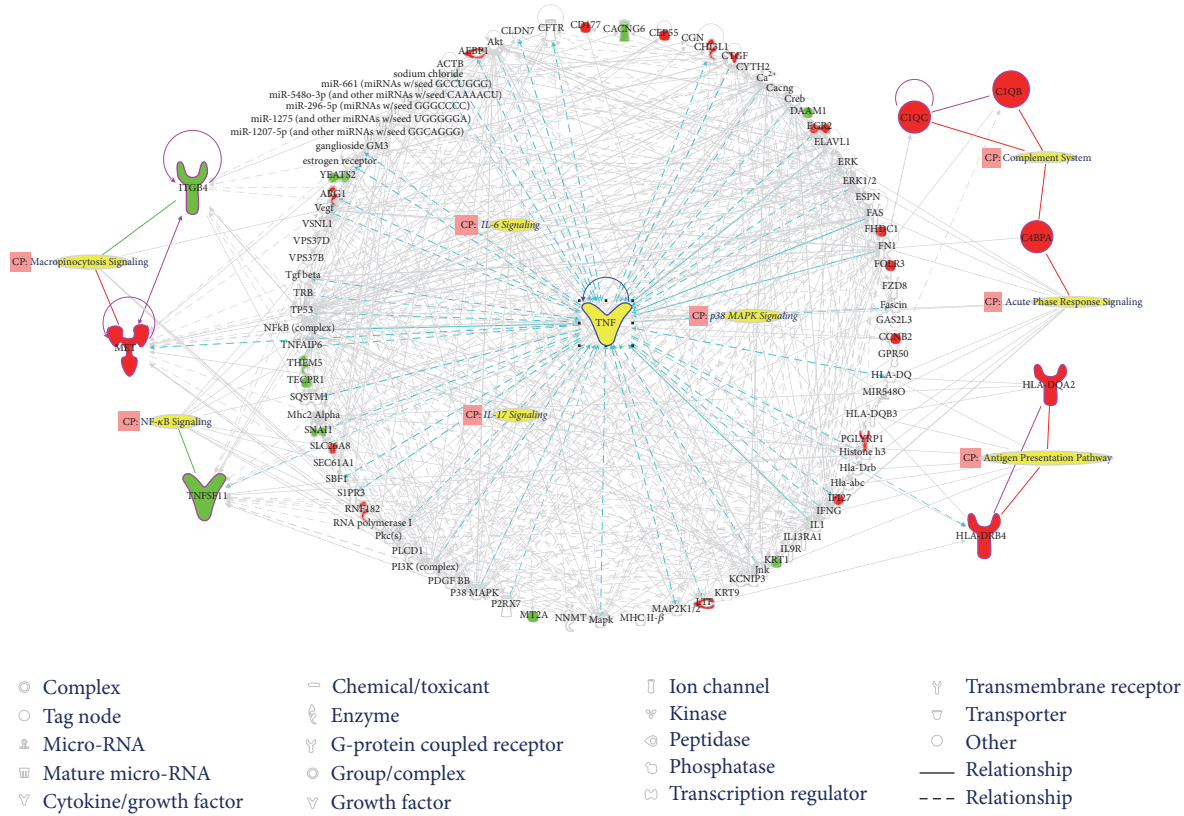 CLDN7
CFTR
CD177
CACNG6
CEP55
CGN
CHI3L1
CTGF
CYTH2
Ca2+
Cacng
Creb
DAAM1
EGR2
ELAVL1
ERK
ERK1/2
ESPN
FAS
FHDC1
FN1
FOLR3
FZD8
Fascin
GAS2L3
CCNB2
GPR50
HLA-DQ
MIR548O
HLA-DQB3
PGLYRP1
Histone h3
Hla-Drb
Hla-abc
IFI27
IFNG
IL1
IL13RA1
IL9R
KRT1
Jnk
KCNIP3
KRT9
LTF
MAP2K1/2
MHC II-β
Mapk
NNMT
MT2A
P2RX7
P38 MAPK
PDGF BB
PI3K (complex)
PLCD1
Pkc(s)
RNA polymerase I
RNF182
S1PR3
SBF1
SEC61A1
SLC26A8
SNAI1
Mhc2 Alpha
SQSTM1
TECPR1
THEM5
TNFAIP6
NFkB (complex)
TP53
TRB
Tgf beta
VPS37B
VPS37D
VSNL1
Vegf
ARG1
YEATS2
estrogen receptor
ganglioside GM3
miR-1207-5p (and other miRNAs w/seed GGCAGGG)
miR-1275 (and other miRNAs w/seed UGGGGGA)
miR-296-5p (miRNAs w/seed GGGCCCC)
miR-548o-3p (and other miRNAs w/seed CAAAACU)
miR-661 (miRNAs w/seed GCCUGGG)
sodium chloride
ACTB
AEBP1
Akt
ITGB4
CP: Macropinocytosis Signaling
MET
CP: NF-κB Signaling
TNFSF11
CP: IL-6 Signaling
TNF
CP: p38 MAPK Signaling
CP: IL-17 Signaling
C1QB
C1QC
CP: Complement System
C4BPA
CP: Acute Phase Response Signaling
HLA-DQA2
CP: Antigen Presentation Pathway
HLA-DRB4
Complex
Tag node
Micro-RNA
Mature micro-RNA
Cytokine/growth factor
Chemical/toxicant
Enzyme
G-protein coupled receptor
Group/complex
Growth factor
Ion channel
Kinase
Peptidase
Phosphatase
Transcription regulator
Transmembrane receptor
Transporter
Other
Relationship
Relationship